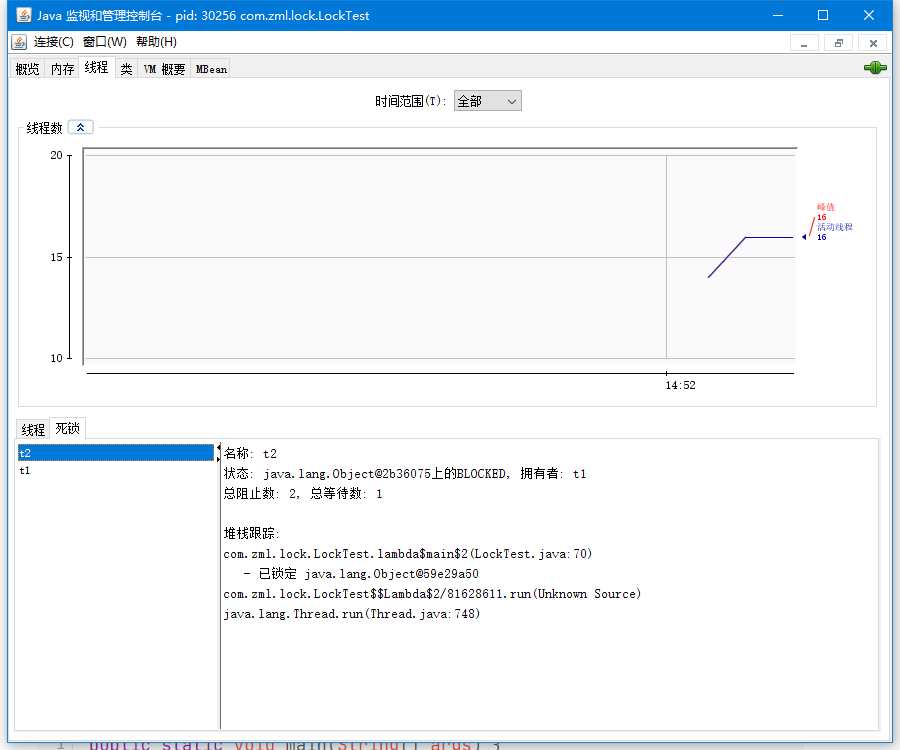 Java 监视和管理控制台 - pid: 30256 com.zml.lock.LockTest
连接(C) 窗口(W) 帮助(H)
概览 内存 线程 类 VM 概要 MBean
时间范围(T): 全部
线程数
20
15
10
14:52
峰值
16
活动线程
16
线程 死锁
t2
t1
名称: t2
状态: java.lang.Object@2b36075上的BLOCKED, 拥有者: t1
总阻止数: 2, 总等待数: 1
堆栈跟踪:
com.zml.lock.LockTest.lambda$main$2(LockTest.java:70)
- 已锁定 java.lang.Object@59e29a50
com.zml.lock.LockTest$$Lambda$2/81628611.run(Unknown Source)
java.lang.Thread.run(Thread.java:748)
1 public static void main(String[] args) {